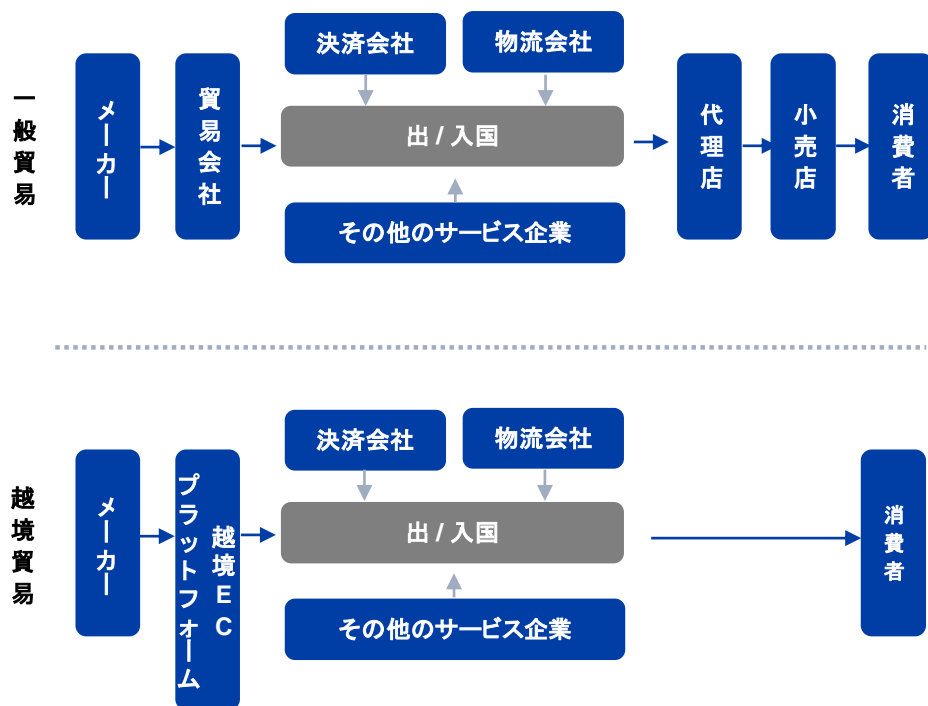 一般貿易
メーカー
貿易会社
決済会社
物流会社
出 / 入国
その他のサービス企業
代理店
小売店
消費者
越境貿易
メーカー
越境EC
プラットフォーム
決済会社
物流会社
出 / 入国
その他のサービス企業
消費者